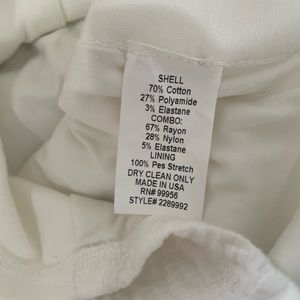 SHELL
70% Cotton
27% Polyamide
3% Elastane
COMBO:
67% Rayon
28% Nylon
5% Elastane
LINING
100% Pes Stretch
DRY CLEAN ONLY
MADE IN USA
RN# 99956
STYLE# 2289992